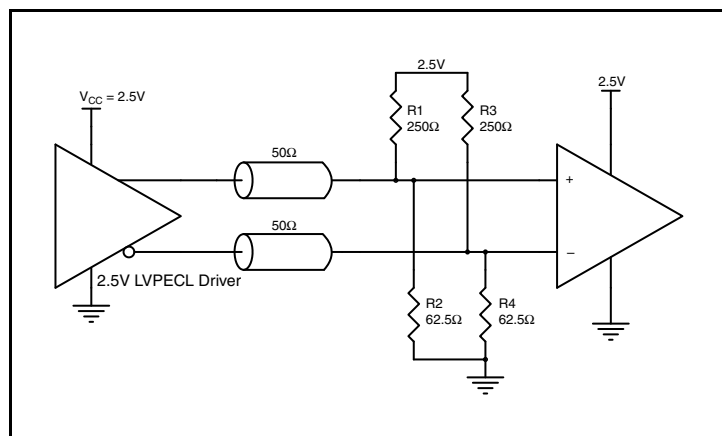 2.5V
V_CC = 2.5V
2.5V
R1
250Ω
R3
250Ω
50Ω
+
50Ω
–
2.5V LVPECL Driver
R2
62.5Ω
R4
62.5Ω